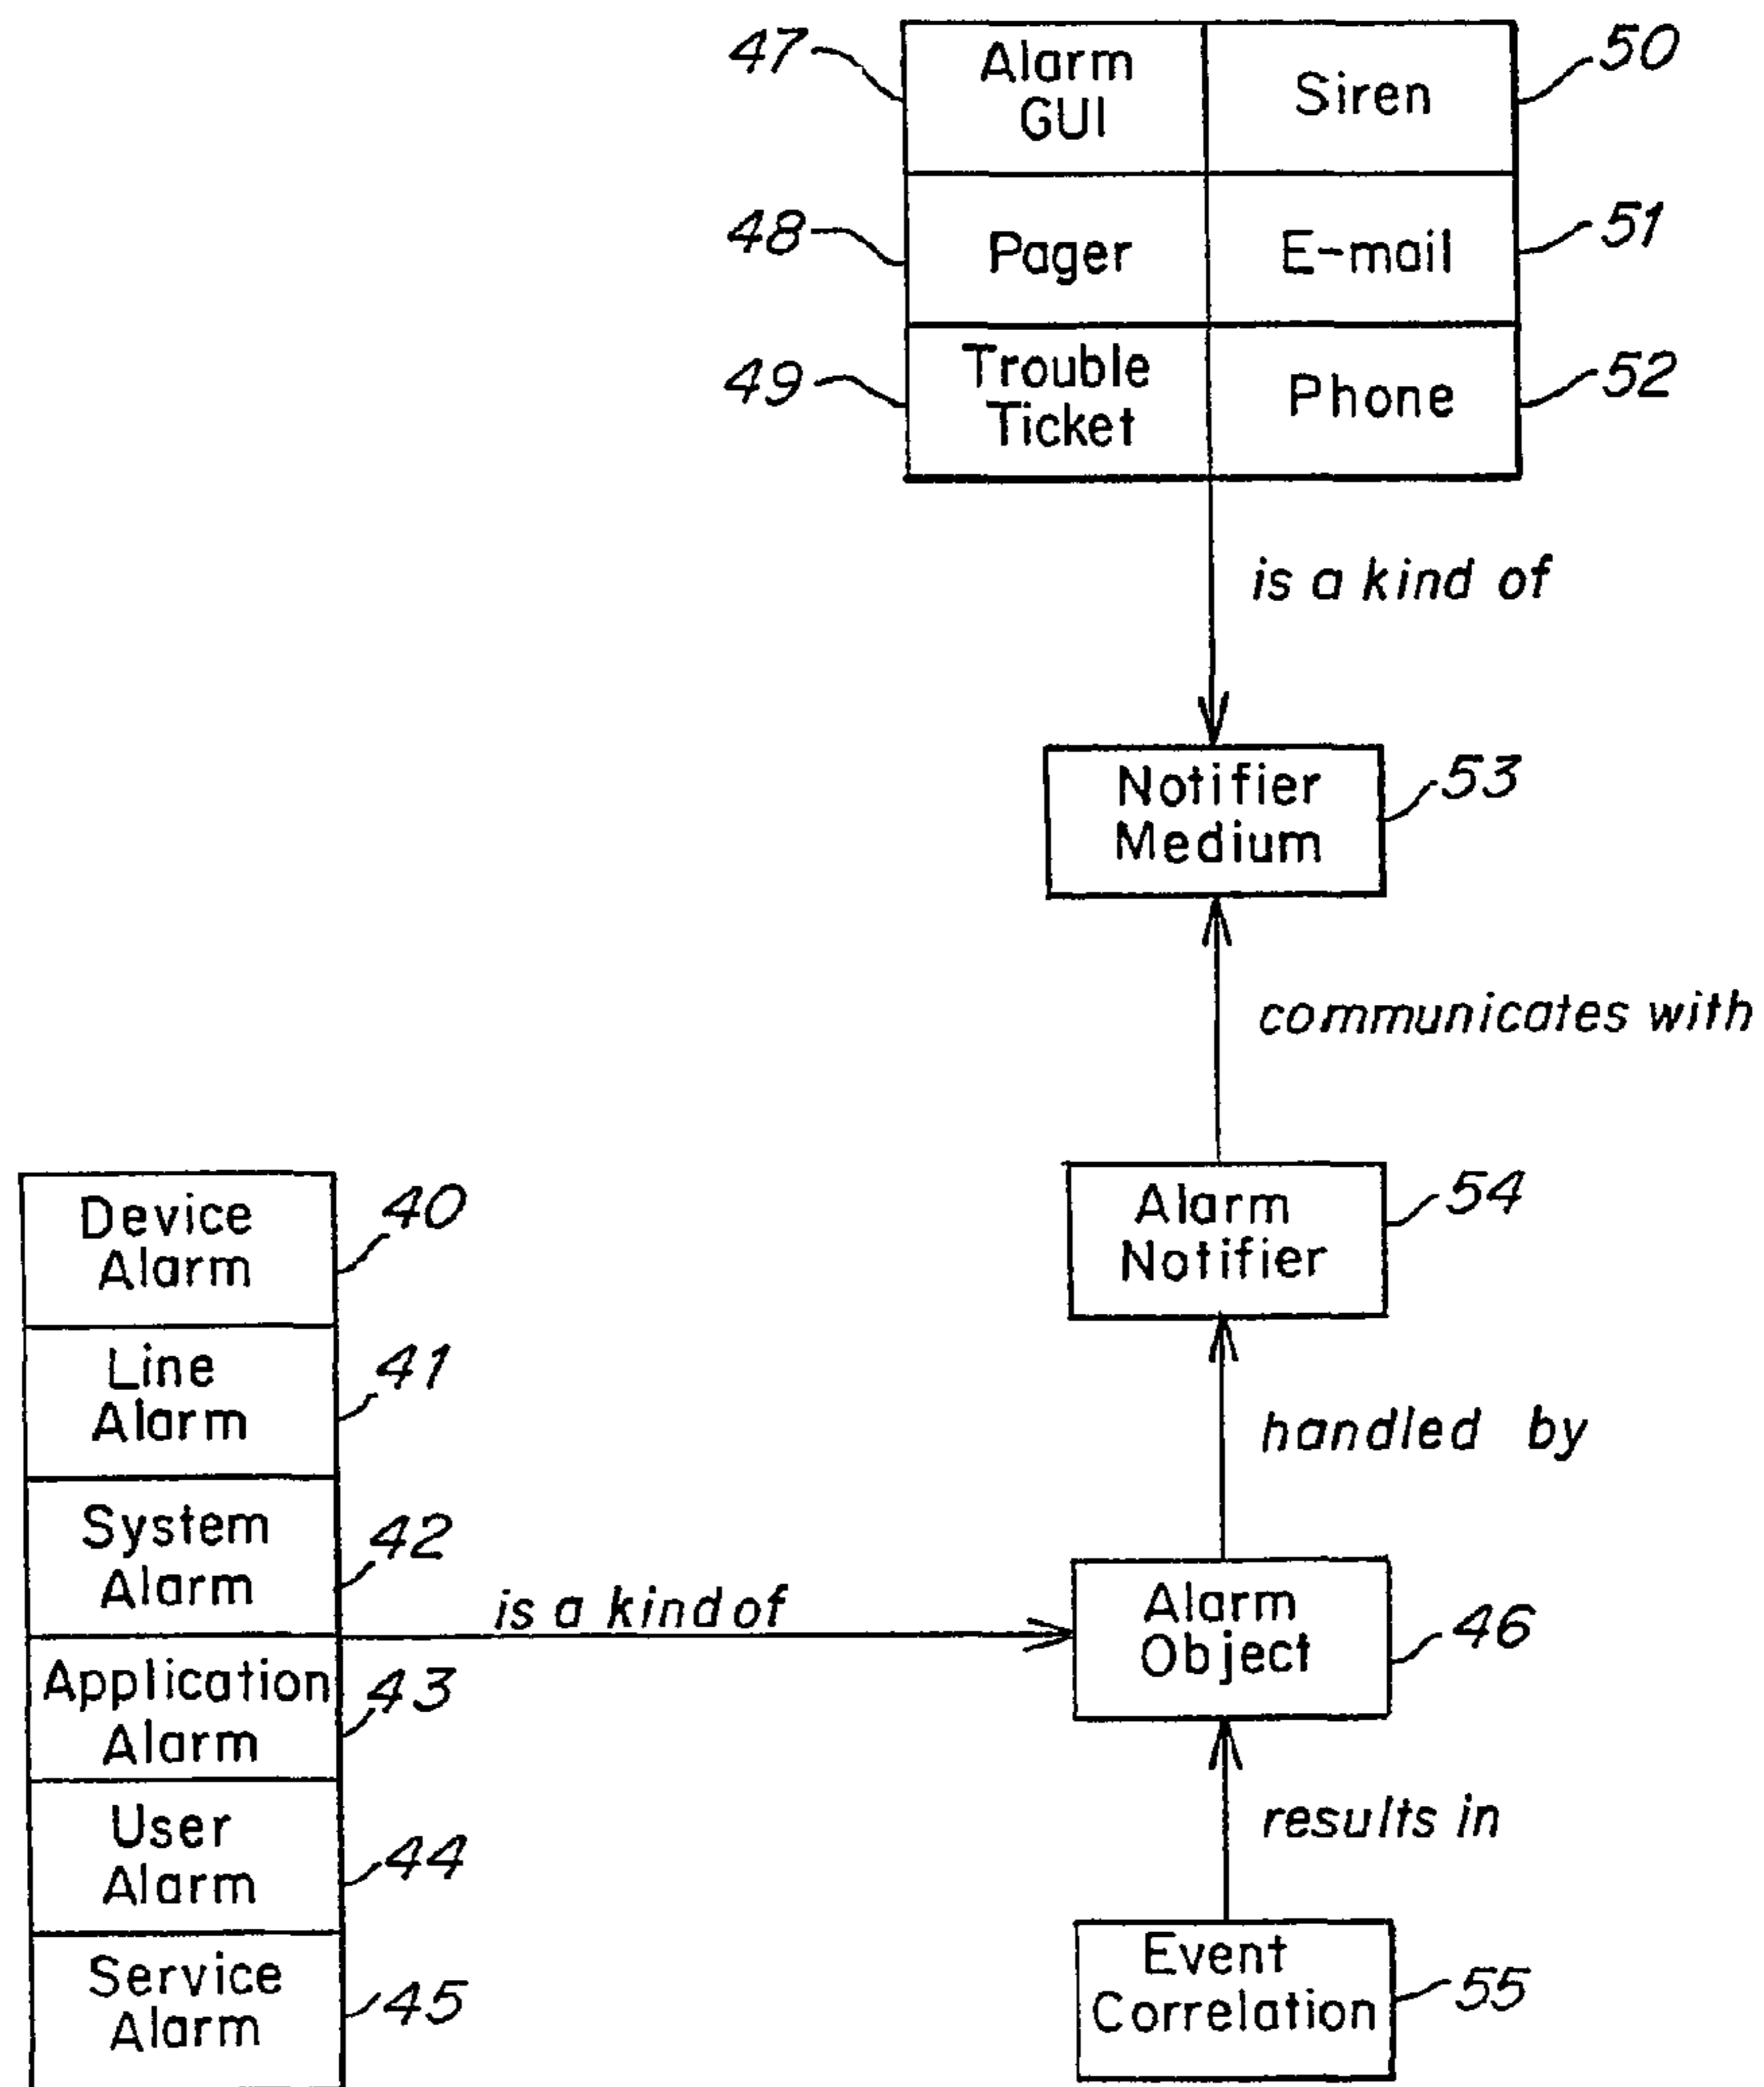 47
Alarm
GUI
Siren
50
48
Pager
E-mail
51
49
Trouble
Ticket
Phone
52
is a kind of
Notifier
Medium
53
communicates with
Alarm
Notifier
54
handled by
Device
Alarm
40
Line
Alarm
41
System
Alarm
42
is a kind of
Alarm
Object
46
Application
Alarm
43
User
Alarm
44
results in
Service
Alarm
45
Event
Correlation
55